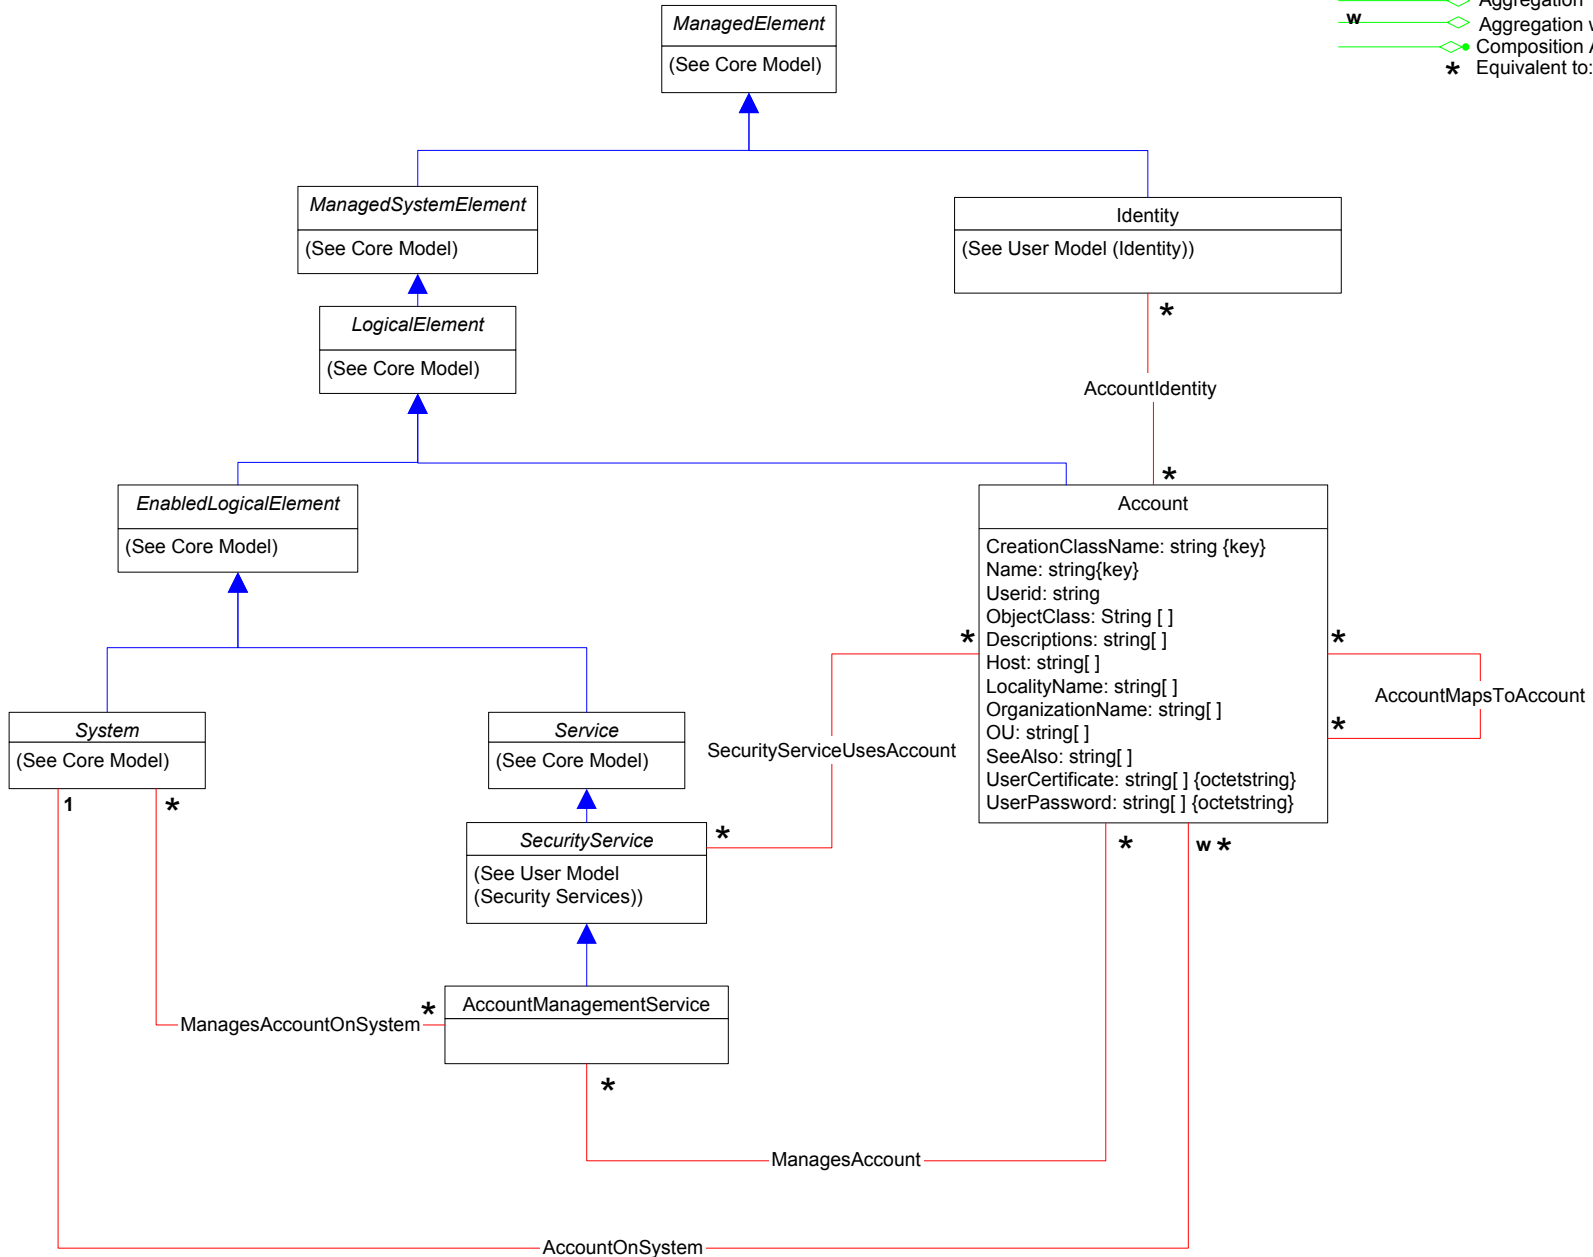 Aggregation
w
Aggregation w
Composition A
* Equivalent to:
ManagedElement
(See Core Model)
ManagedSystemElement
(See Core Model)
Identity
(See User Model (Identity))
*
LogicalElement
(See Core Model)
AccountIdentity
*
EnabledLogicalElement
(See Core Model)
Account
CreationClassName: string {key}
Name: string{key}
Userid: string
ObjectClass: String [ ]
Descriptions: string[ ]
Host: string[ ]
LocalityName: string[ ]
OrganizationName: string[ ]
OU: string[ ]
SeeAlso: string[ ]
UserCertificate: string[ ] {octetstring}
UserPassword: string[ ] {octetstring}
*
*
AccountMapsToAccount
*
System
(See Core Model)
1
*
Service
(See Core Model)
SecurityServiceUsesAccount
*
SecurityService
(See User Model
(Security Services))
*
w *
AccountManagementService
*
ManagesAccountOnSystem
*
ManagesAccount
AccountOnSystem